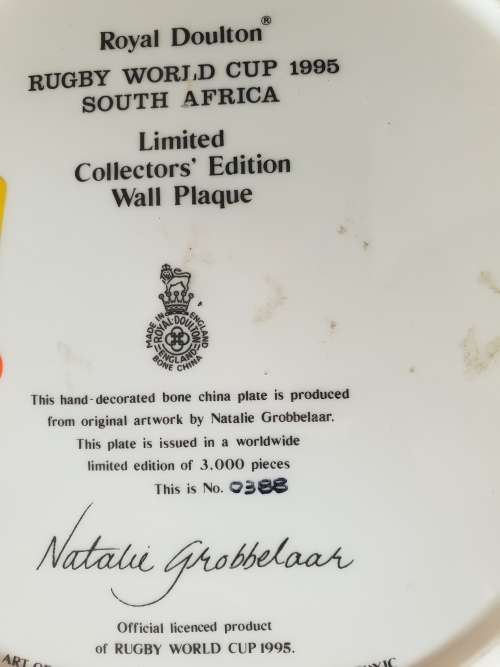 Royal Doulton®
RUGBY WORLD CUP 1995
SOUTH AFRICA
Limited
Collectors' Edition
Wall Plaque
MADE IN ENGLAND
ROYAL·DOULTON
ENGLAND
BONE CHINA
This hand-decorated bone china plate is produced
from original artwork by Natalie Grobbelaar.
This plate is issued in a worldwide
limited edition of 3,000 pieces
This is No. 0388
Natalie Grobbelaar
Official licenced product
of RUGBY WORLD CUP 1995.
ART